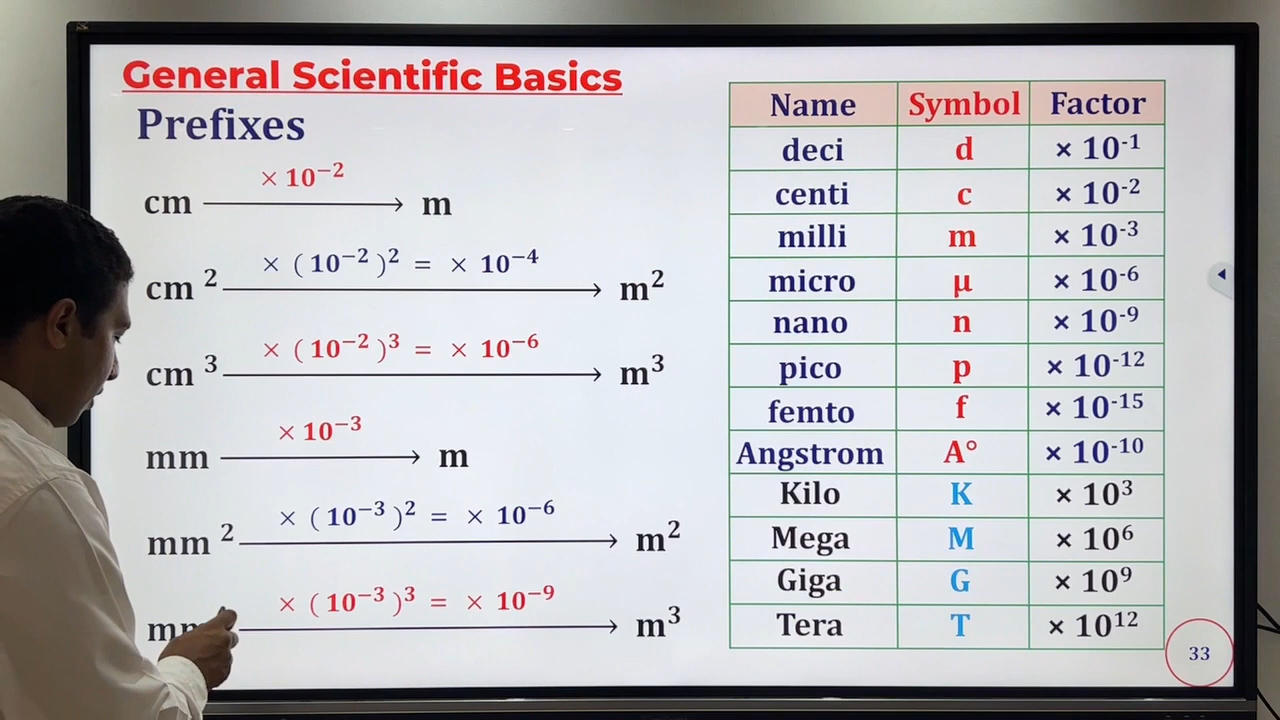 General Scientific Basics
Prefixes
× 10⁻²
cm → m
× (10⁻²)² = × 10⁻⁴
cm² → m²
× (10⁻²)³ = × 10⁻⁶
cm³ → m³
× 10⁻³
mm → m
× (10⁻³)² = × 10⁻⁶
mm² → m²
× (10⁻³)³ = × 10⁻⁹
→ m³
Name Symbol Factor
deci d × 10⁻¹
centi c × 10⁻²
milli m × 10⁻³
micro μ × 10⁻⁶
nano n × 10⁻⁹
pico p × 10⁻¹²
femto f × 10⁻¹⁵
Angstrom A° × 10⁻¹⁰
Kilo K × 10³
Mega M × 10⁶
Giga G × 10⁹
Tera T × 10¹²
33